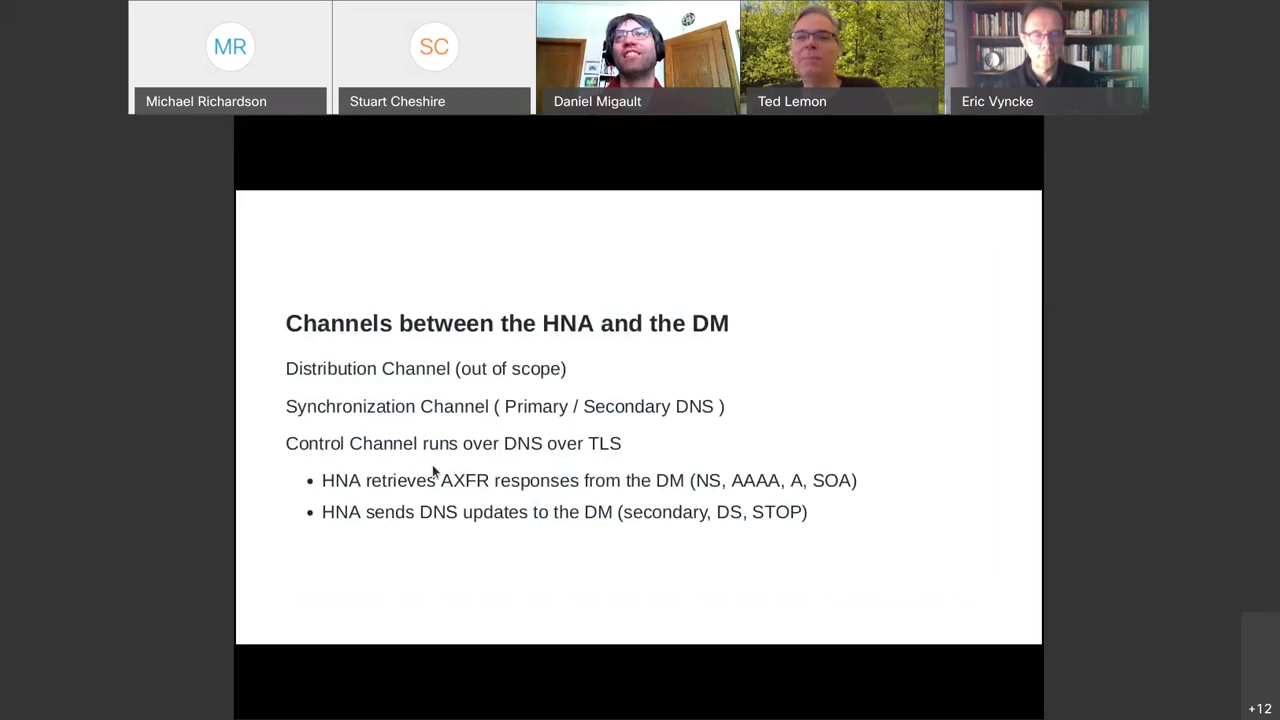 MR
SC
Michael Richardson
Stuart Cheshire
Daniel Migault
Ted Lemon
Eric Vyncke
Channels between the HNA and the DM
Distribution Channel (out of scope)
Synchronization Channel ( Primary / Secondary DNS )
Control Channel runs over DNS over TLS
• HNA retrieves AXFR responses from the DM (NS, AAAA, A, SOA)
• HNA sends DNS updates to the DM (secondary, DS, STOP)
+12